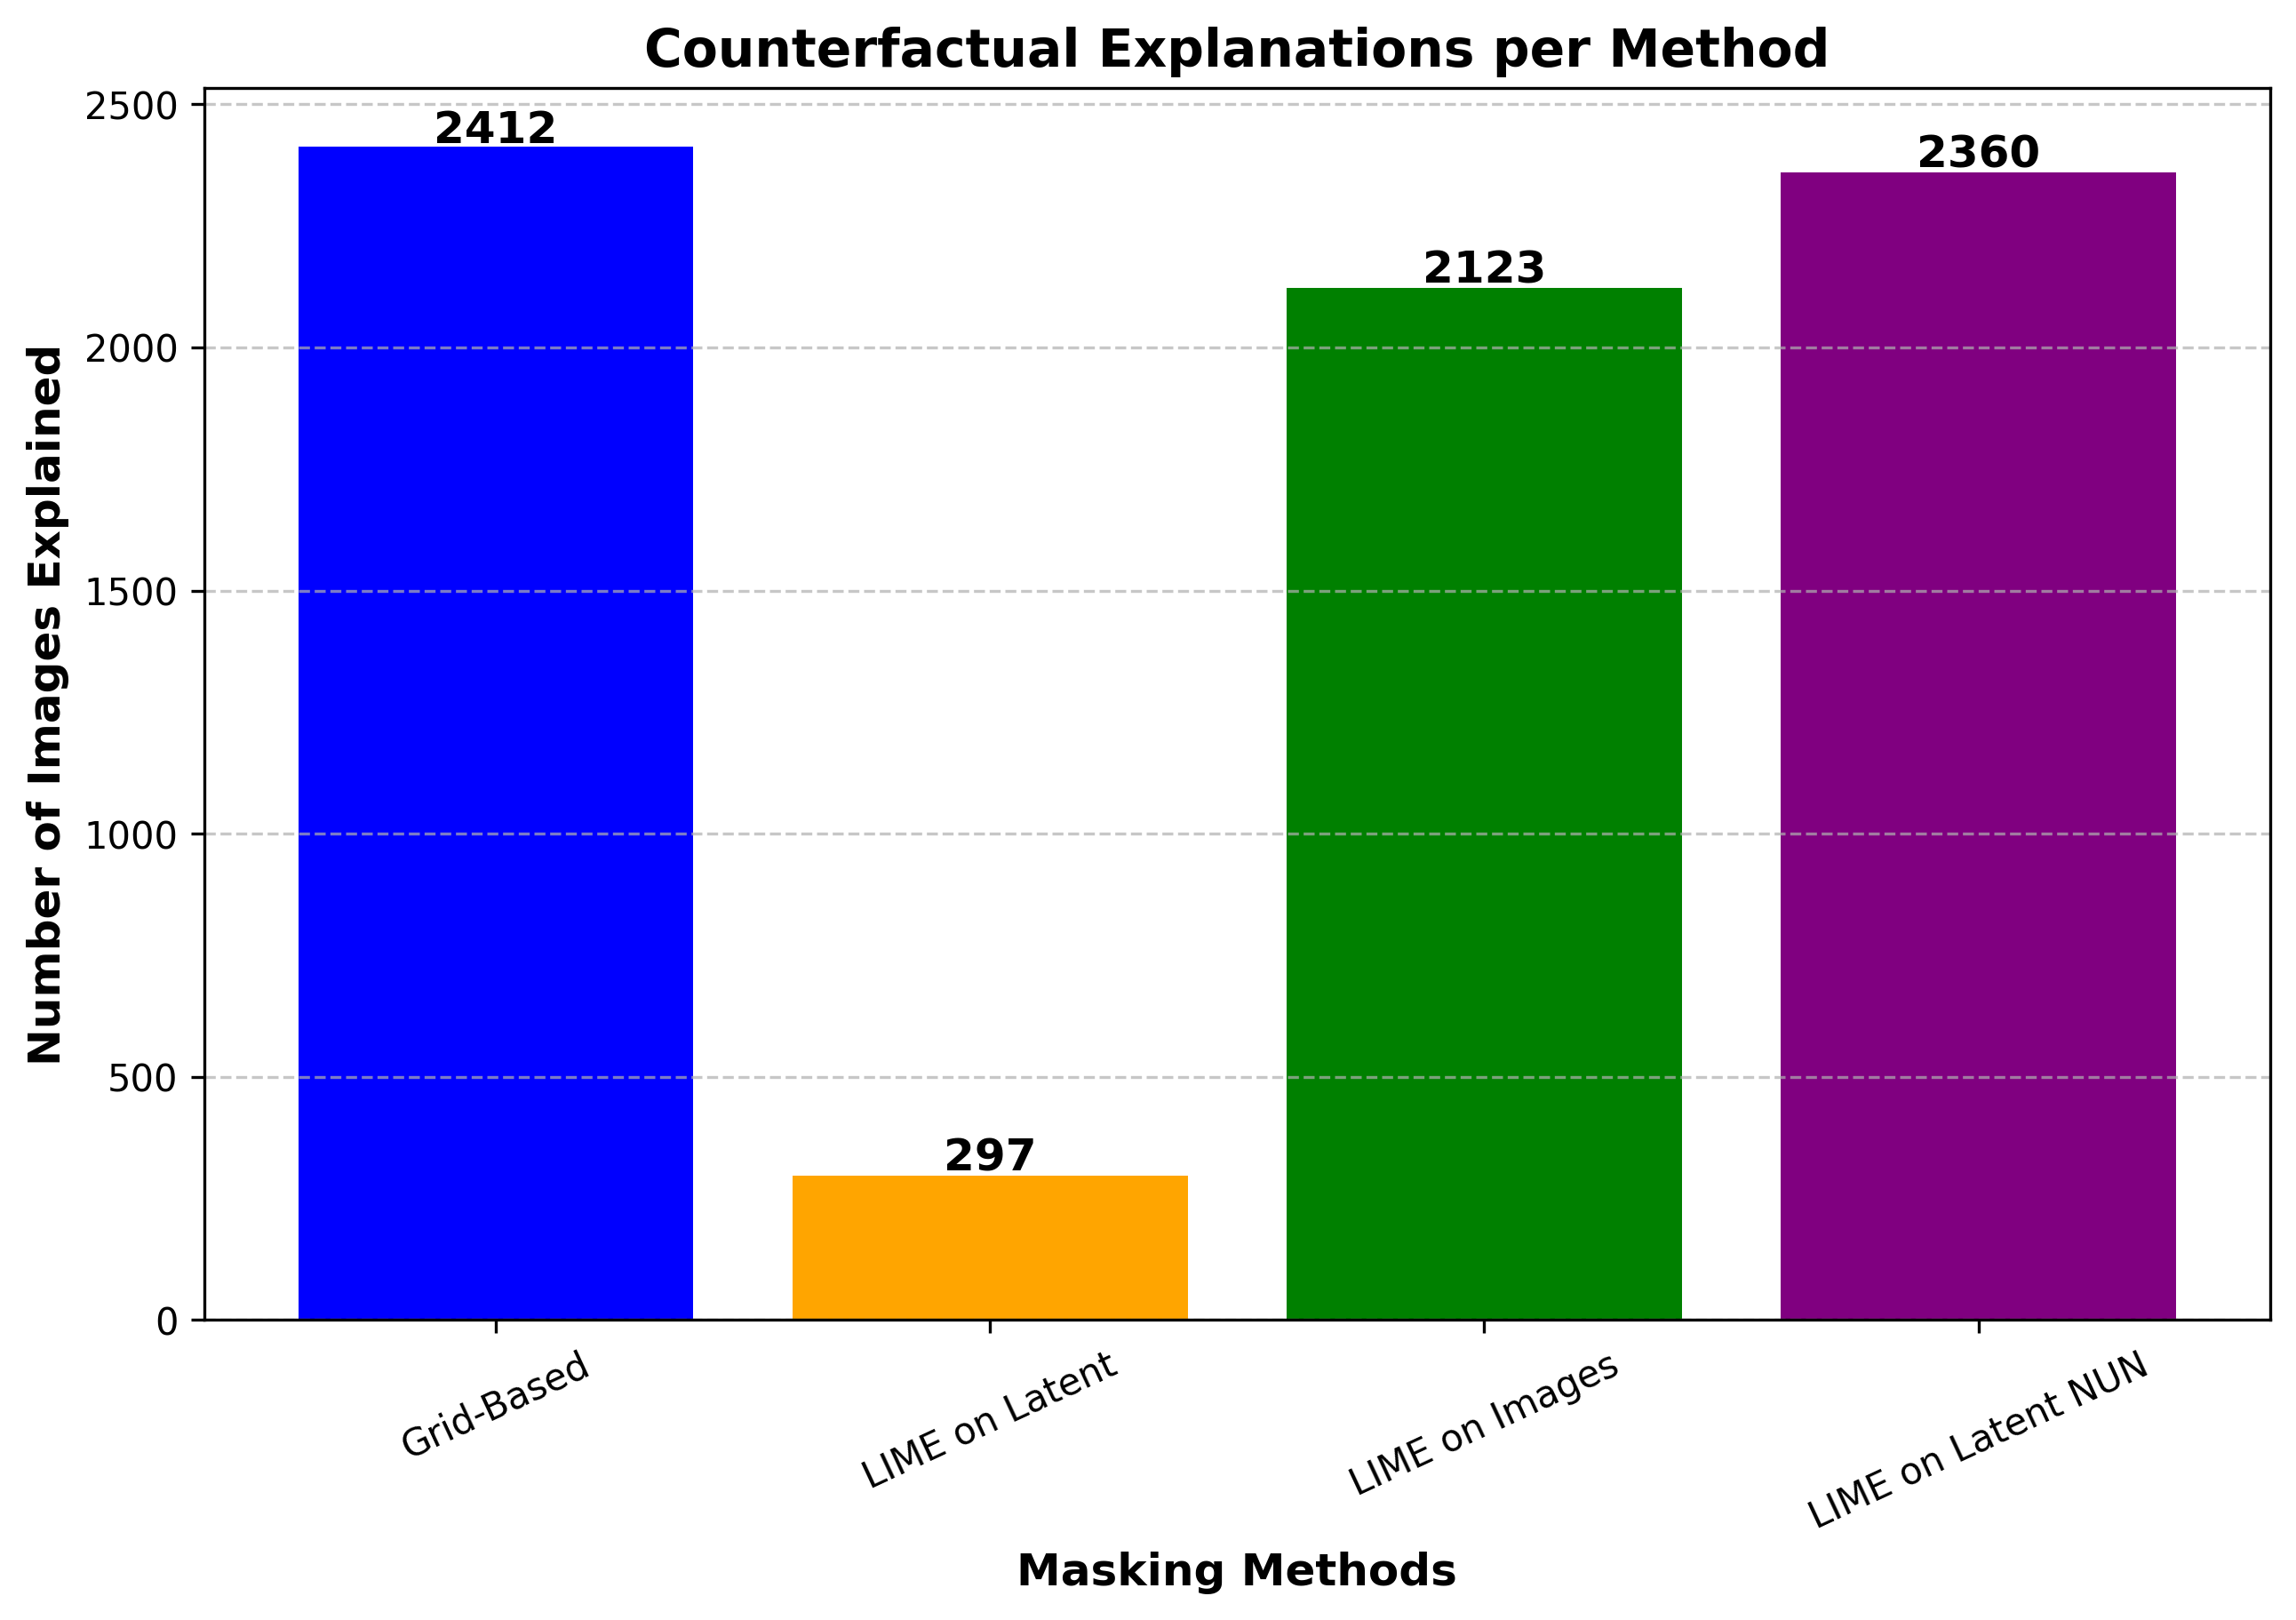 Counterfactual Explanations per Method
Number of Images Explained
2500
2000
1500
1000
500
0
2412
297
2123
2360
Grid-Based
LIME on Latent
LIME on Images
LIME on Latent NUN
Masking Methods